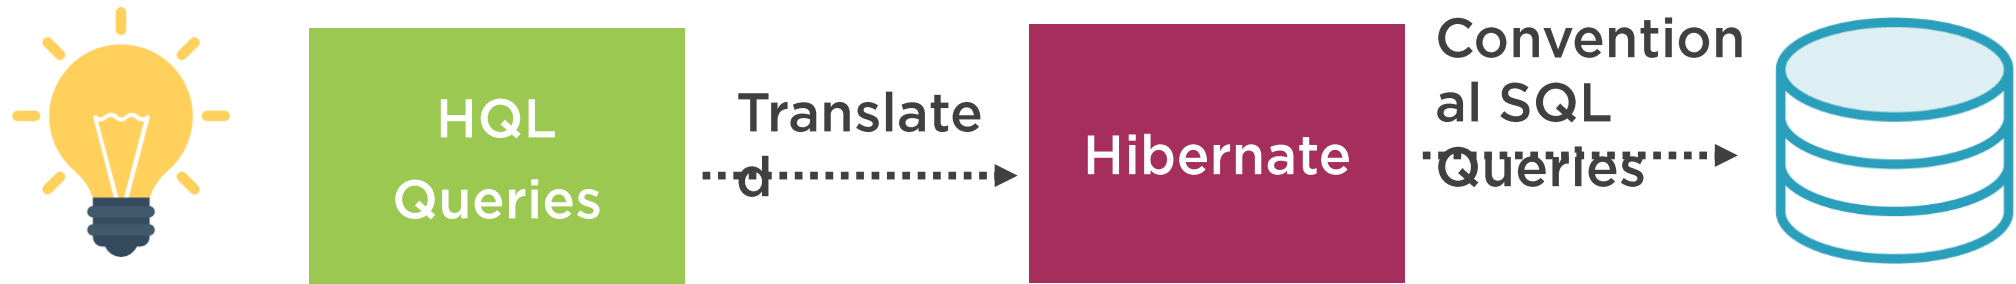 HQL
Queries
Translate
d
Hibernate
Convention
al SQL
Queries